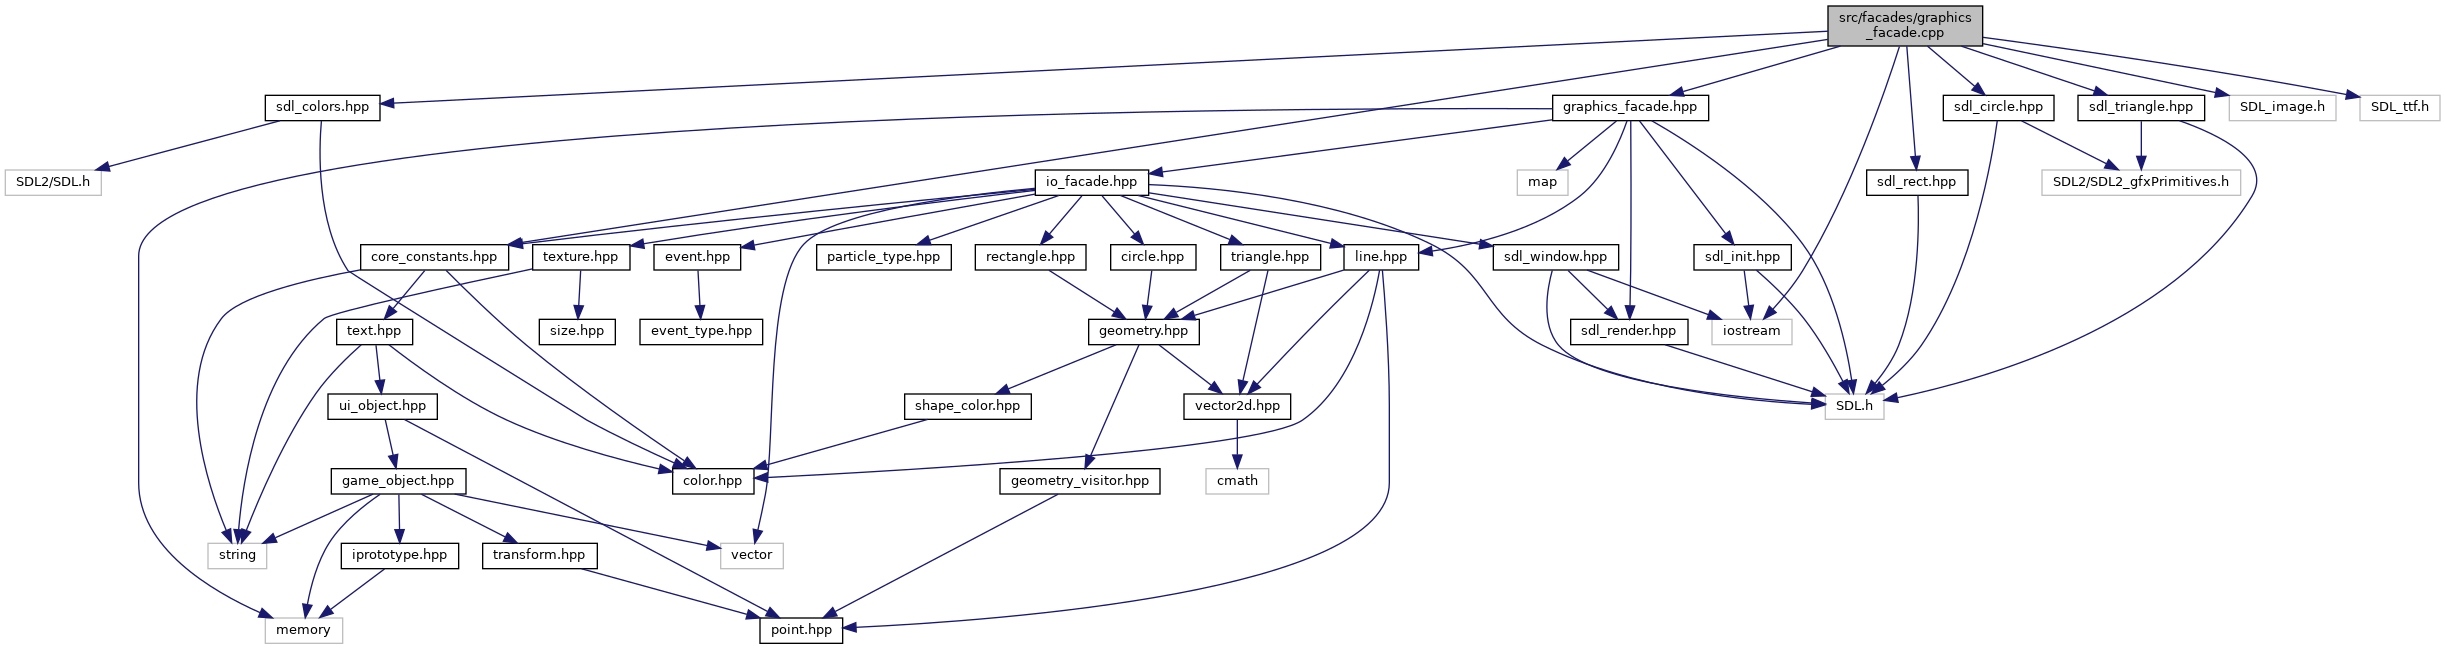 src/facades/graphics
_facade.cpp
sdl_colors.hpp
graphics_facade.hpp
sdl_circle.hpp
sdl_triangle.hpp
SDL_image.h
SDL_ttf.h
SDL2/SDL.h
io_facade.hpp
map
sdl_rect.hpp
SDL2/SDL2_gfxPrimitives.h
core_constants.hpp
texture.hpp
event.hpp
particle_type.hpp
rectangle.hpp
circle.hpp
triangle.hpp
line.hpp
sdl_window.hpp
sdl_init.hpp
text.hpp
size.hpp
event_type.hpp
geometry.hpp
sdl_render.hpp
iostream
ui_object.hpp
shape_color.hpp
vector2d.hpp
SDL.h
game_object.hpp
color.hpp
geometry_visitor.hpp
cmath
string
iprototype.hpp
transform.hpp
vector
memory
point.hpp